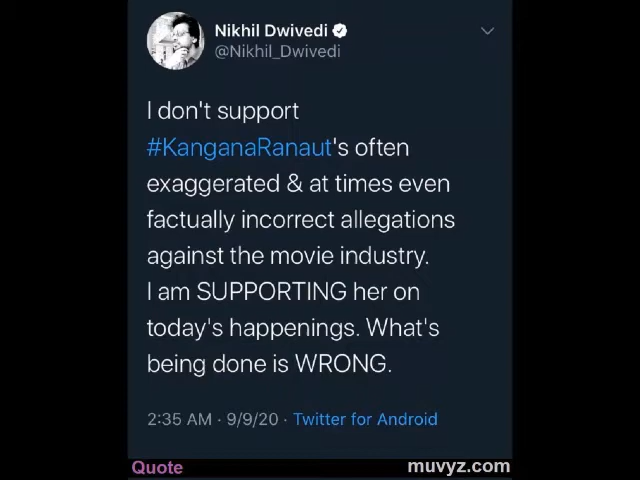 Nikhil Dwivedi
@Nikhil_Dwivedi
I don't support
#KanganaRanaut's often
exaggerated & at times even
factually incorrect allegations
against the movie industry.
I am SUPPORTING her on
today's happenings. What's
being done is WRONG.
2:35 AM · 9/9/20 · Twitter for Android
Quote
muvyz.com